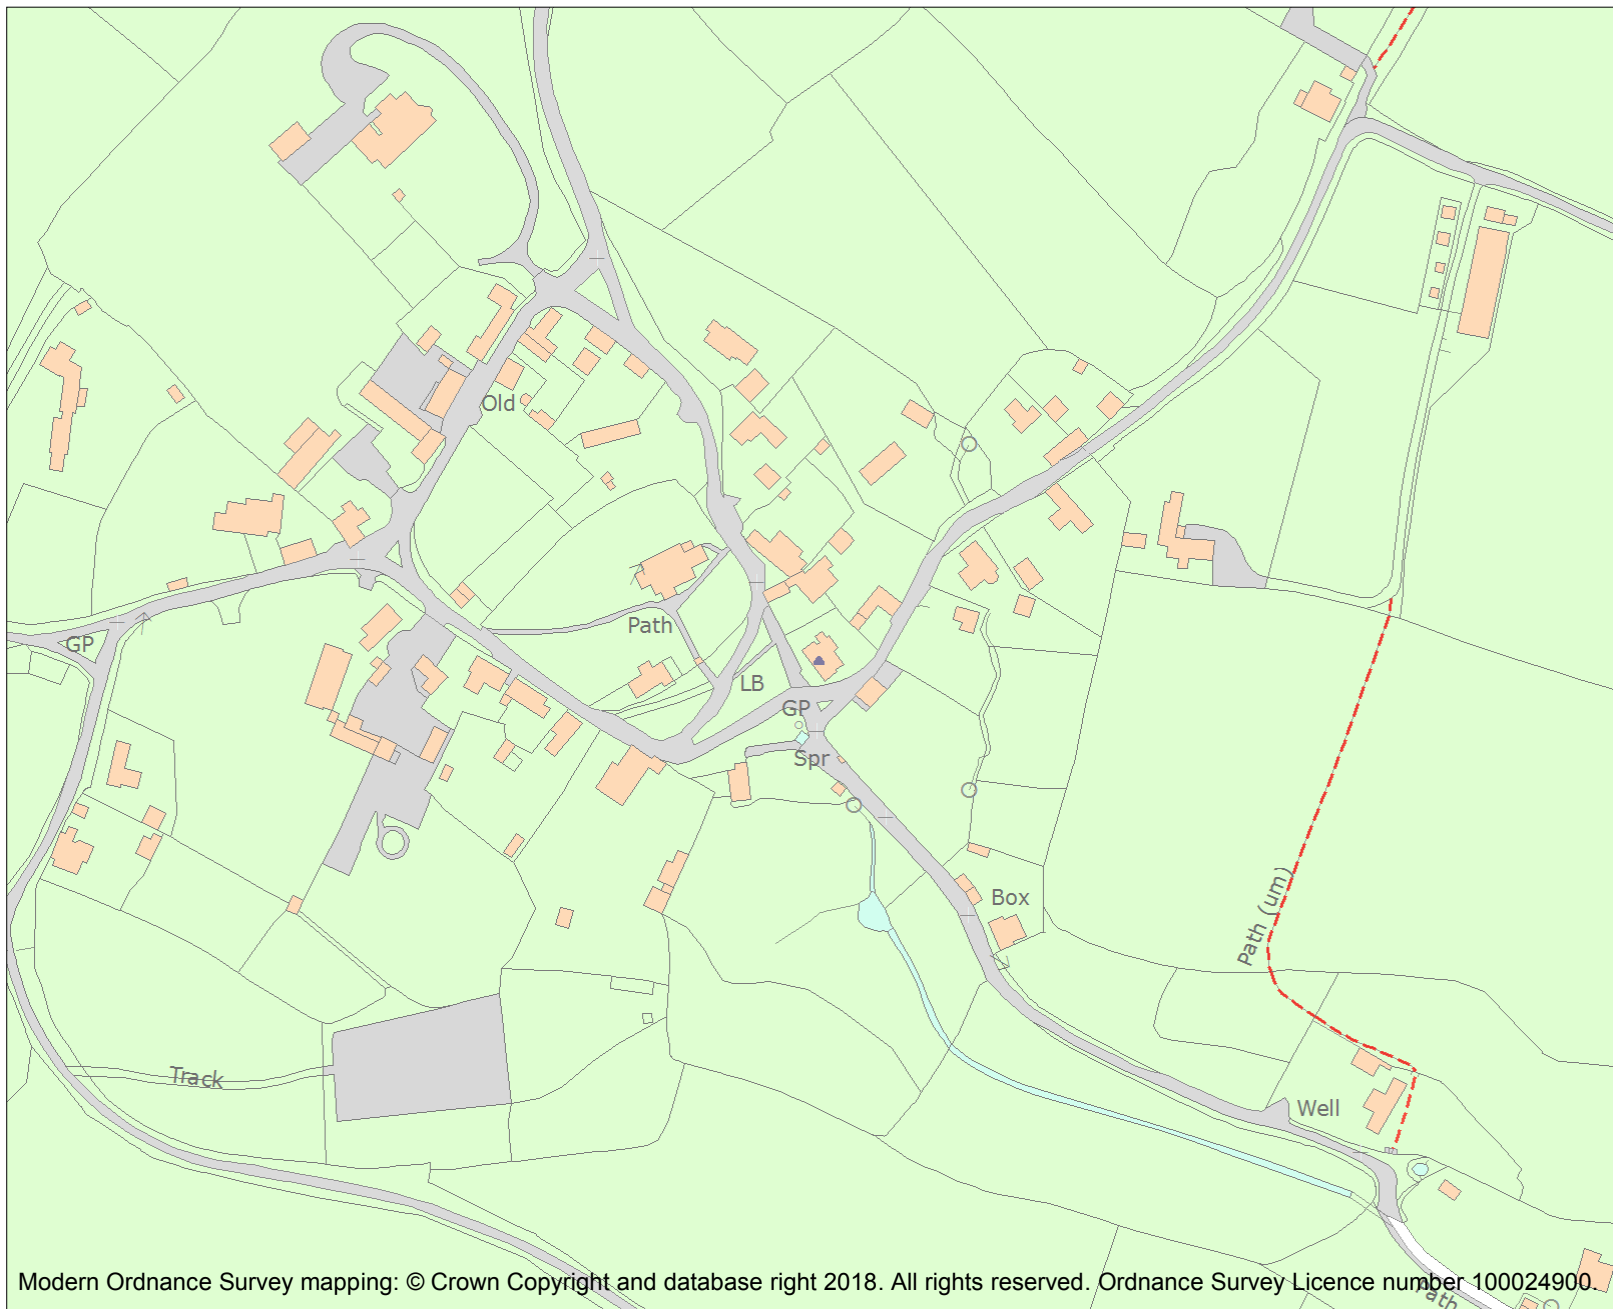 Old
Path
GP
LB
GP
Spr
Box
Path (um)
Track
Well
Modern Ordnance Survey mapping: © Crown Copyright and database right 2018. All rights reserved. Ordnance Survey Licence number 100024900.
Path